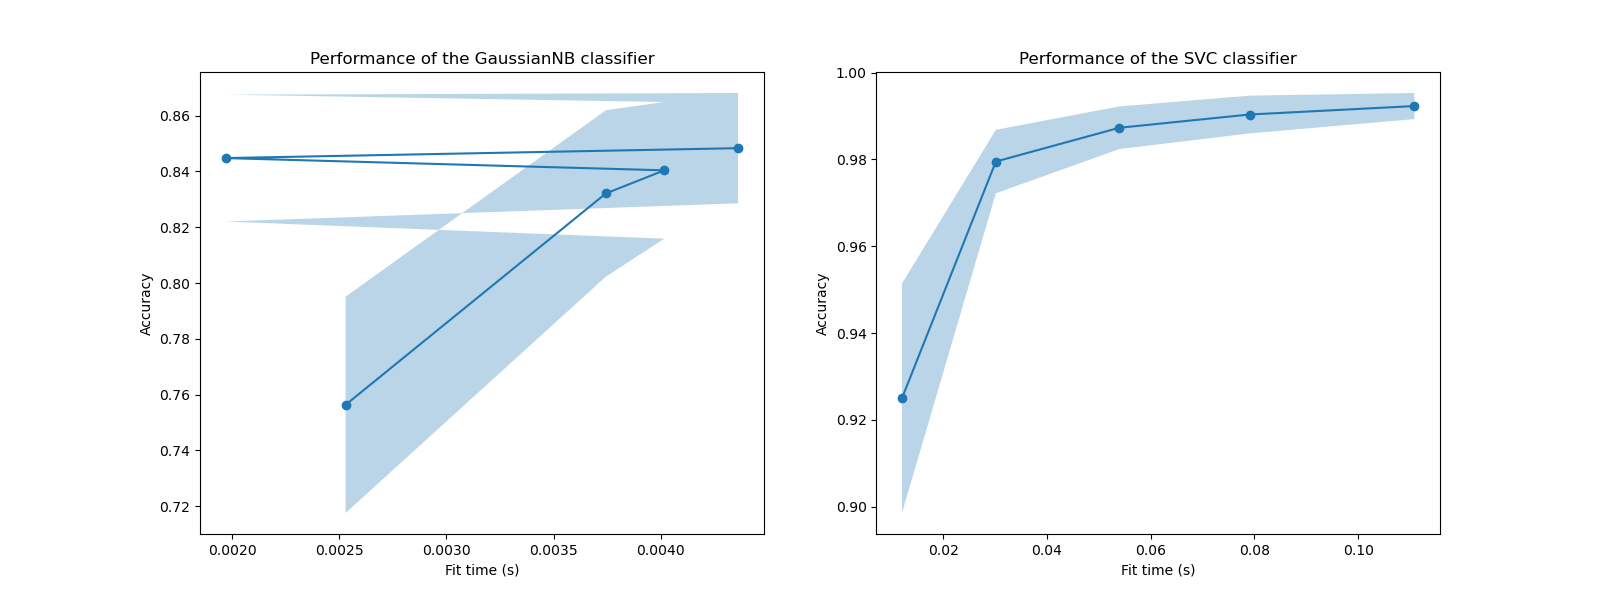 Performance of the GaussianNB classifier
0.86
0.84
0.82
0.80
0.78
0.76
0.74
0.72
Accuracy
0.0020 0.0025 0.0030 0.0035 0.0040
Fit time (s)
Performance of the SVC classifier
1.00
0.98
0.96
0.94
0.92
0.90
Accuracy
0.02 0.04 0.06 0.08 0.10
Fit time (s)